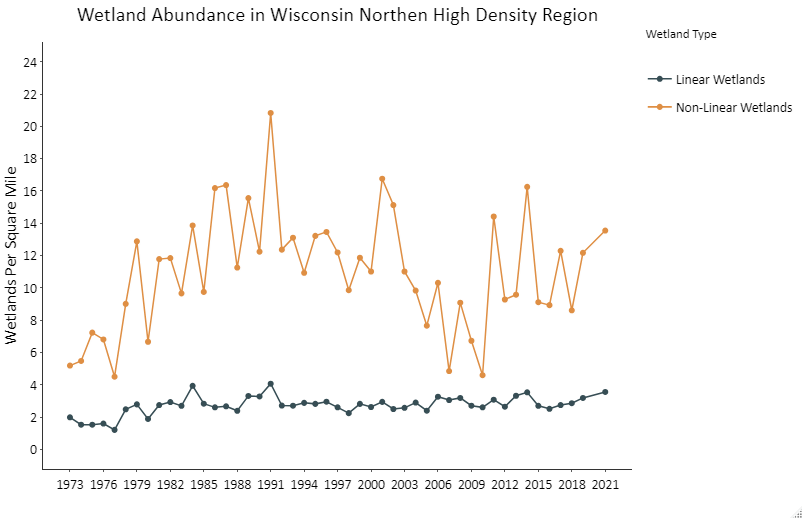 Wetland Abundance in Wisconsin Northen High Density Region
Wetland Type
Linear Wetlands
Non-Linear Wetlands
Wetlands Per Square Mile
24
22
20
18
16
14
12
10
8
6
4
2
0
1973 1976 1979 1982 1985 1988 1991 1994 1997 2000 2003 2006 2009 2012 2015 2018 2021